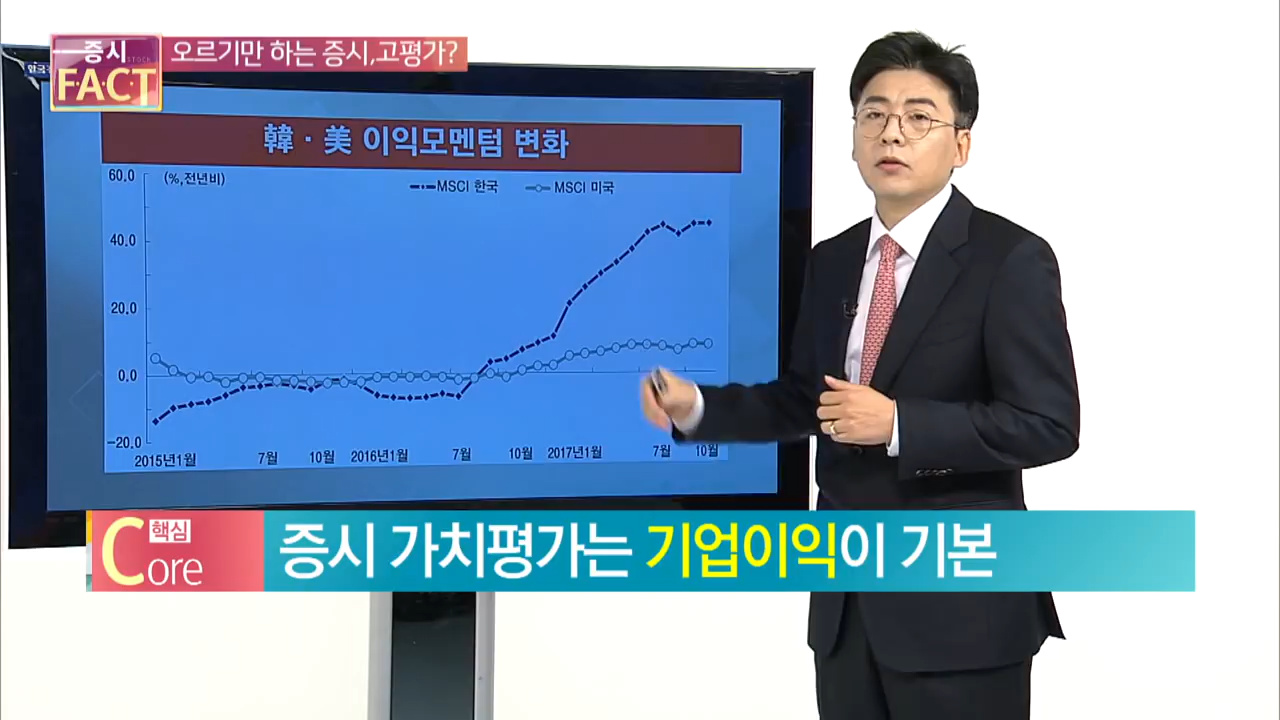 증시
STOCK
F.A.C.T
오르기만 하는 증시,고평가?
韓·美 이익모멘텀 변화
(%,전년비)
MSCI 한국
MSCI 미국
60.0
40.0
20.0
0.0
-20.0
2015년1월 7월 10월 2016년1월 7월 10월 2017년1월 7월 10월
핵심
Core
증시 가치평가는 기업이익이 기본